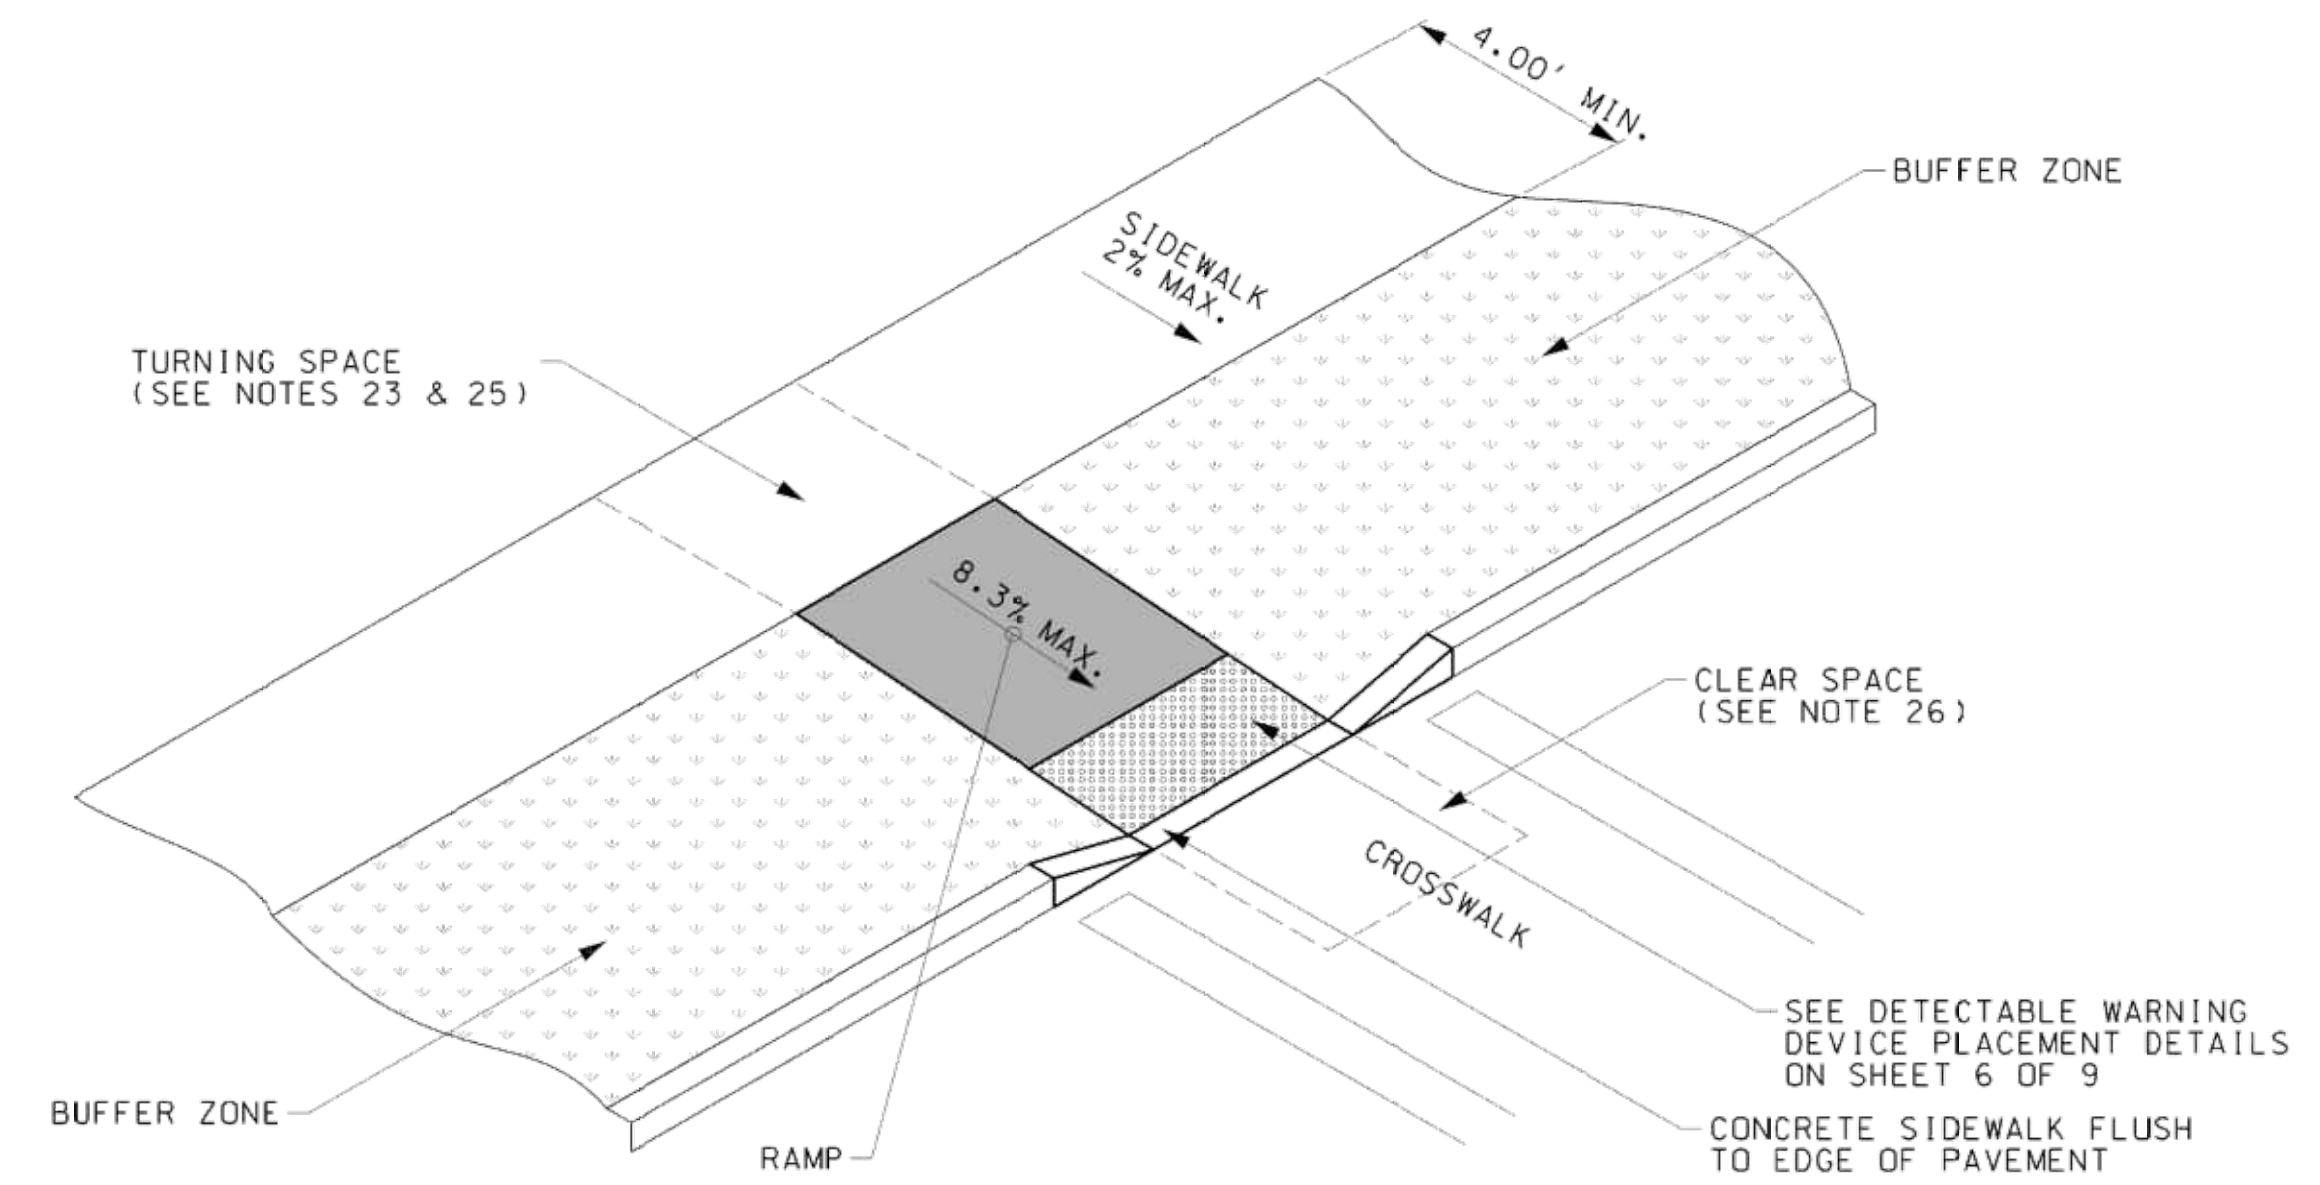 4.00' MIN.
BUFFER ZONE
SIDEWALK
2% MAX.
TURNING SPACE
(SEE NOTES 23 & 25)
8.3% MAX.
CLEAR SPACE
(SEE NOTE 26)
CROSSWALK
SEE DETECTABLE WARNING
DEVICE PLACEMENT DETAILS
ON SHEET 6 OF 9
BUFFER ZONE
CONCRETE SIDEWALK FLUSH
TO EDGE OF PAVEMENT
RAMP